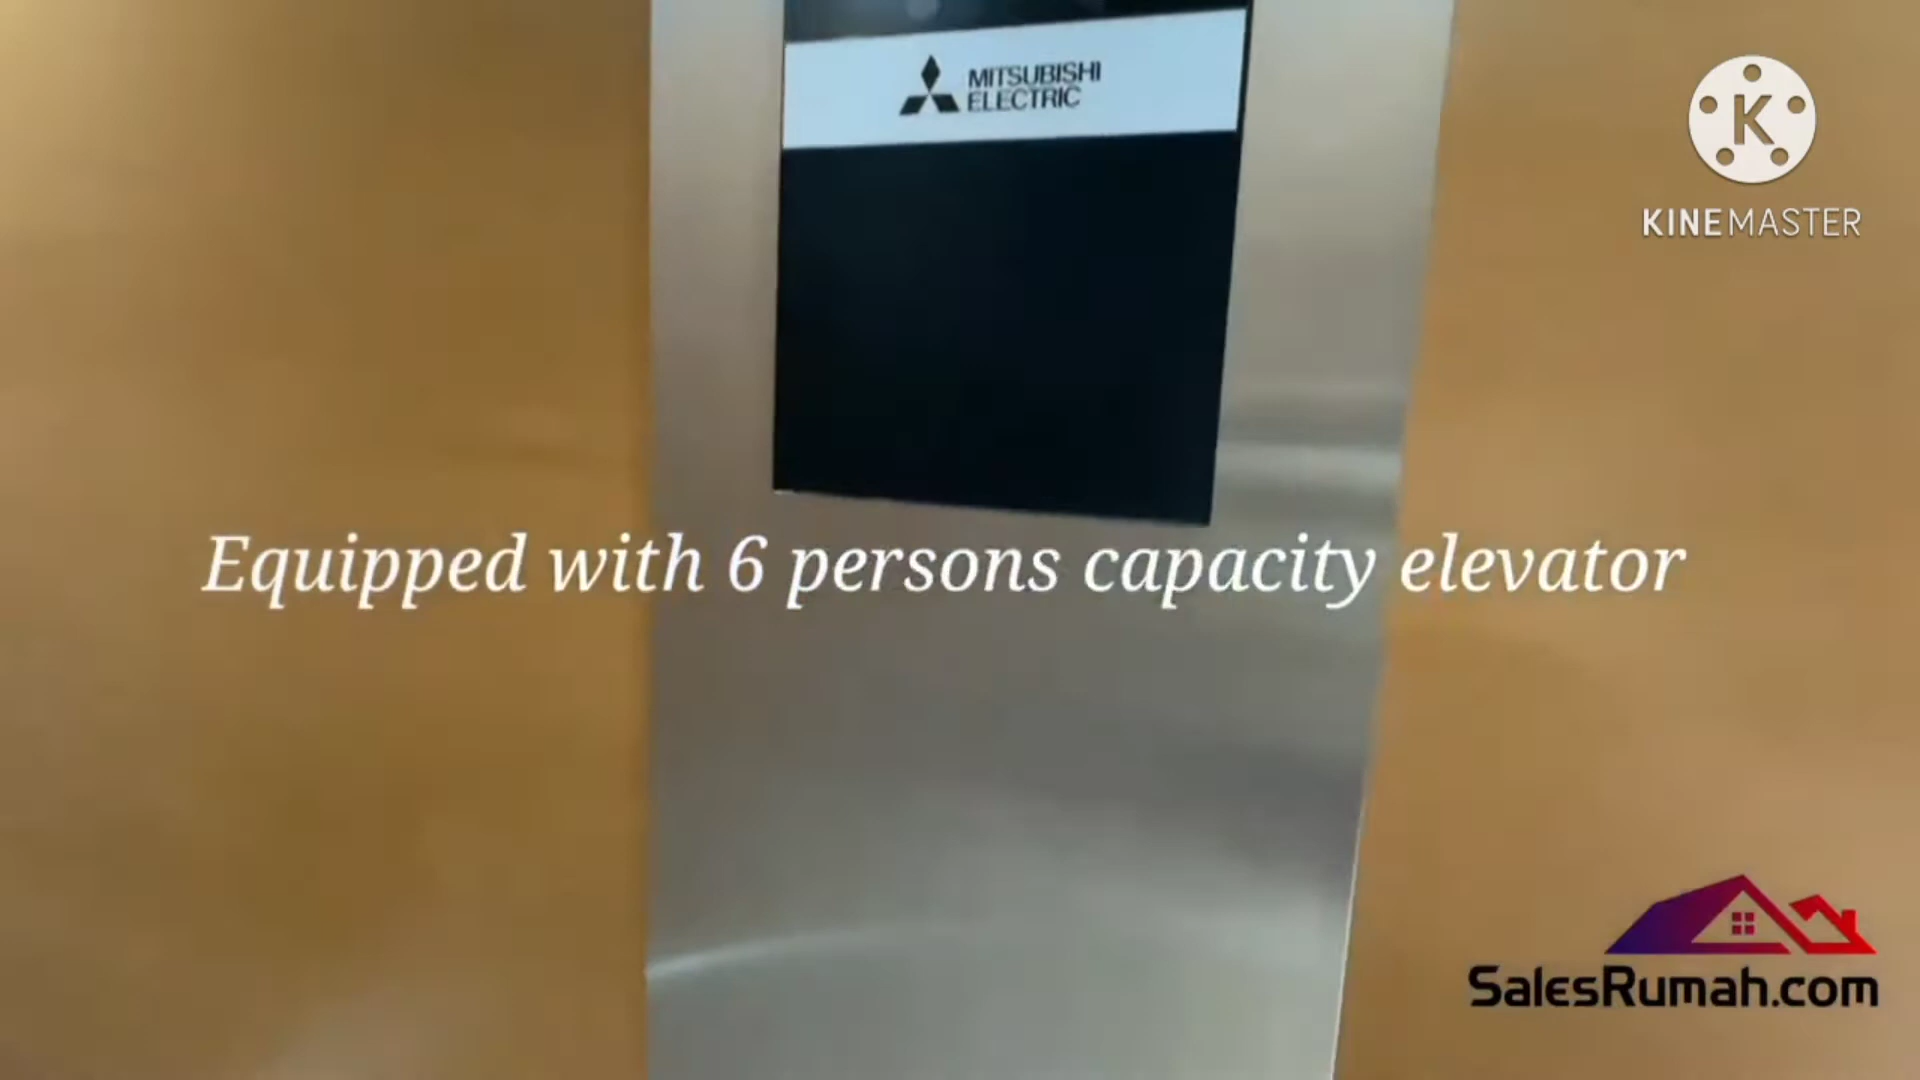 MITSUBISHI
ELECTRIC
K
KINEMASTER
Equipped with 6 persons capacity elevator
SalesRumah.com